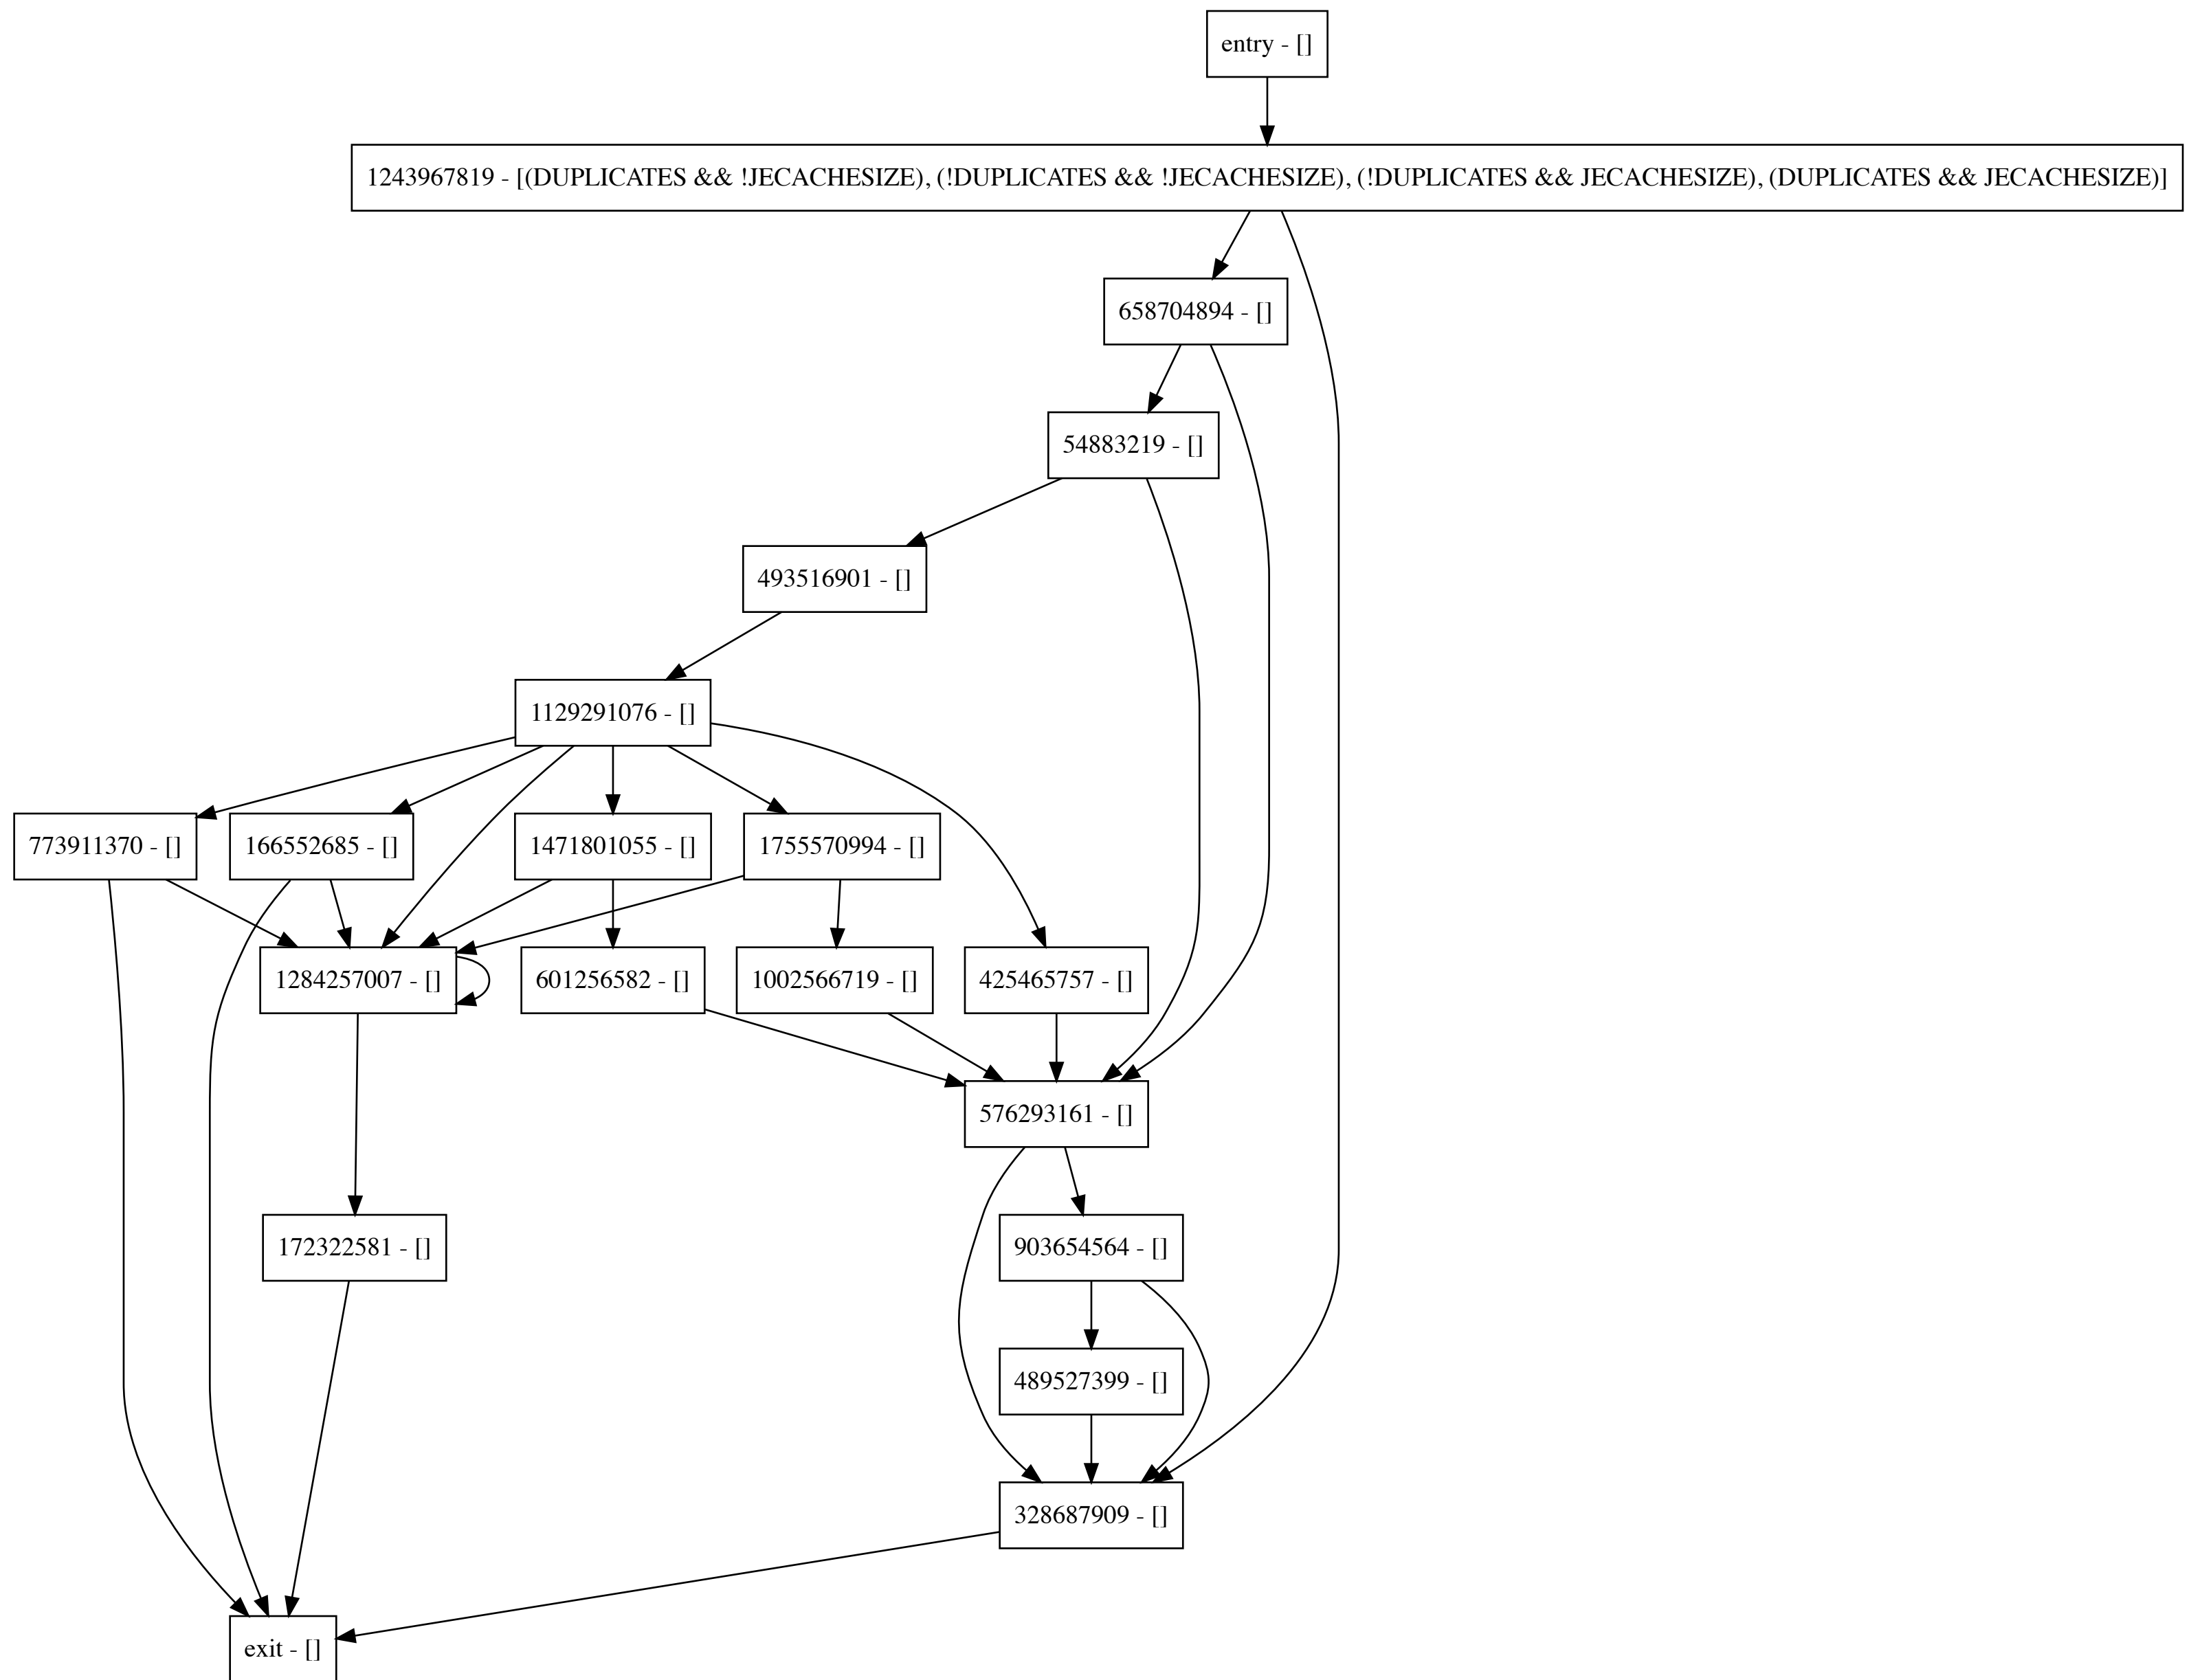 entry - []
1243967819 - [(DUPLICATES && !JECACHESIZE), (!DUPLICATES && !JECACHESIZE), (!DUPLICATES && JECACHESIZE), (DUPLICATES && JECACHESIZE)]
658704894 - []
54883219 - []
493516901 - []
1129291076 - []
773911370 - []
166552685 - []
1471801055 - []
1755570994 - []
1284257007 - []
601256582 - []
1002566719 - []
425465757 - []
576293161 - []
172322581 - []
903654564 - []
489527399 - []
328687909 - []
exit - []